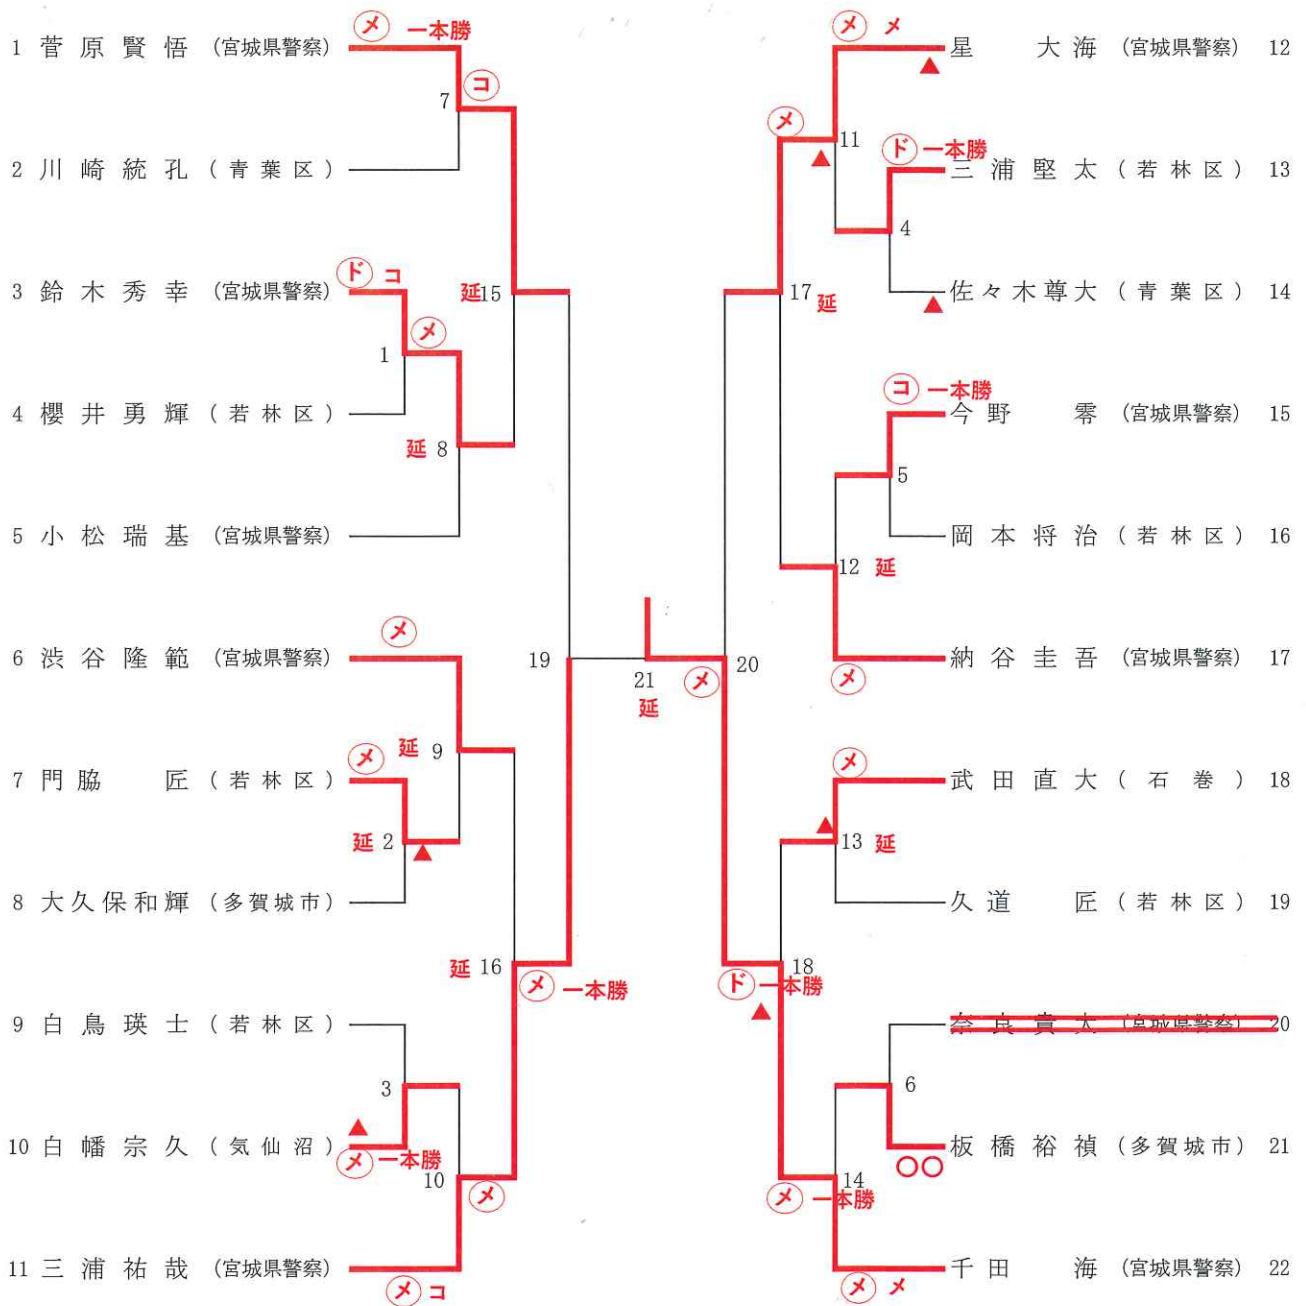 メ 一本勝
1 菅原賢悟 (宮城県警察)
コ
7
2 川崎統孔 (青葉区)
ド コ
3 鈴木秀幸 (宮城県警察)
延 15
メ
1
4 櫻井勇輝 (若林区)
延 8
5 小松瑞基 (宮城県警察)
メ
6 渋谷隆範 (宮城県警察)
19
延 9
メ
7 門脇 匠 (若林区)
延 2 ▲
8 大久保和輝 (多賀城市)
延 16
メ 一本勝
9 白鳥瑛士 (若林区)
3
▲
10 白幡宗久 (気仙沼)
メ 一本勝
10 メ
11 三浦祐哉 (宮城県警察)
メ コ
21
延
メ メ
星 大海 (宮城県警察) 12
▲
メ
11
▲
ド 一本勝
三浦堅太 (若林区) 13
4
17 延
佐々木尊大 (青葉区) 14
▲
コ 一本勝
今野 零 (宮城県警察) 15
5
岡本将治 (若林区) 16
12 延
納谷圭吾 (宮城県警察) 17
メ
メ 20
メ
武田直大 (石巻) 18
▲
13 延
久道 匠 (若林区) 19
18
ド 一本勝
▲
奈良貴大 (宮城県警察) 20
6
板橋裕禎 (多賀城市) 21
○○
14
メ 一本勝
千田 海 (宮城県警察) 22
メ メ